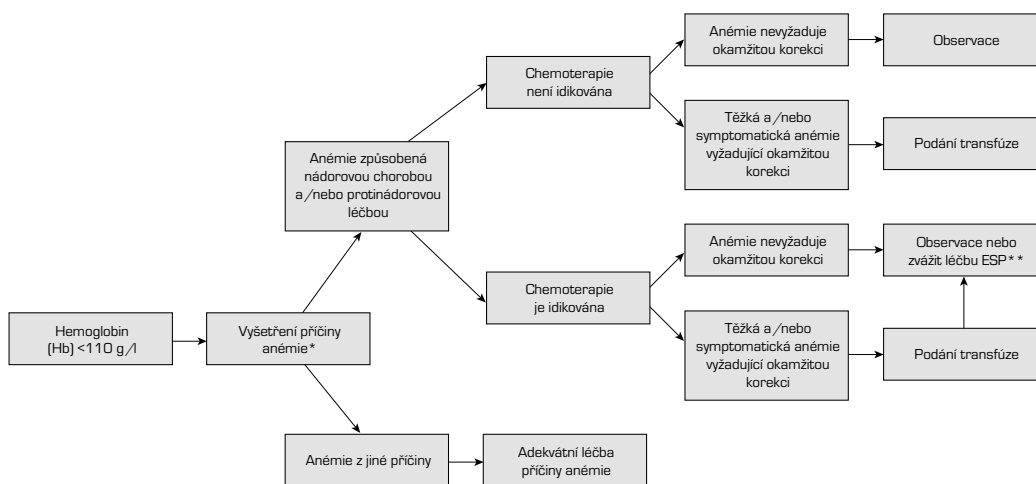 Anémie nevyžaduje
okamžitou korekci
Observace
Chemoterapie
není idikována
Těžká a/nebo
symptomatická anémie
vyžadující okamžitou
korekci
Podání transfúze
Anémie způsobená
nádorovou chorobou
a/nebo protinádorovou
léčbou
Anémie nevyžaduje
okamžitou korekci
Observace nebo
zvážit léčbu ESP**
Chemoterapie
je idikována
Těžká a/nebo
symptomatická anémie
vyžadující okamžitou
korekci
Podání transfúze
Hemoglobin
(Hb) <110 g/l
Vyšetření příčiny
anémie*
Anémie z jiné příčiny
Adekvátní léčba
příčiny anémie